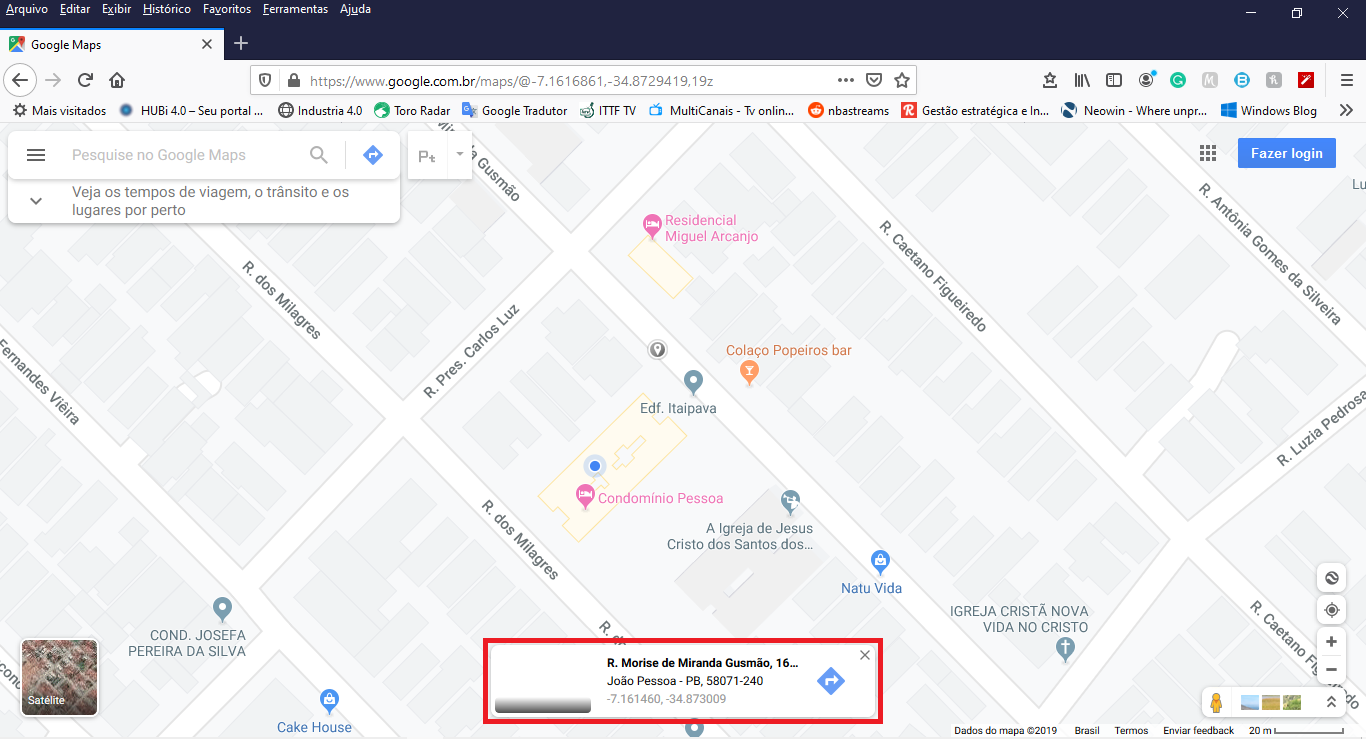 Arquivo Editar Exibir Histórico Favoritos Ferramentas Ajuda
Google Maps
https://www.google.com.br/maps/@-7.1616861,-34.8729419,19z
Mais visitados HUBi 4.0 – Seu portal ... Industria 4.0 Toro Radar Google Tradutor ITTF TV MultiCanais - Tv online... nbastreams Gestão estratégica e In... Neowin - Where unpr... Windows Blog
Pesquise no Google Maps
Fazer login
Veja os tempos de viagem, o trânsito e os
lugares por perto
Gusmão
R. Antônia Gomes da Silveira
Lu
Residencial
Miguel Arcanjo
R. Caetano Figueiredo
R. dos Milagres
R. Pres. Carlos Luz
Fernandes Vieira
Colaço Popeiros bar
Edf. Itaipava
R. Luzia Pedrosa
Condomínio Pessoa
A Igreja de Jesus
Cristo dos Santos dos...
R. dos Milagres
Natu Vida
COND. JOSEFA
PEREIRA DA SILVA
IGREJA CRISTÃ NOVA
VIDA NO CRISTO
R. Caetano
R. Morise de Miranda Gusmão, 16...
João Pessoa - PB, 58071-240
-7.161460, -34.873009
Satélite
Cake House
Dados do mapa ©2019 Brasil Termos Enviar feedback 20 m